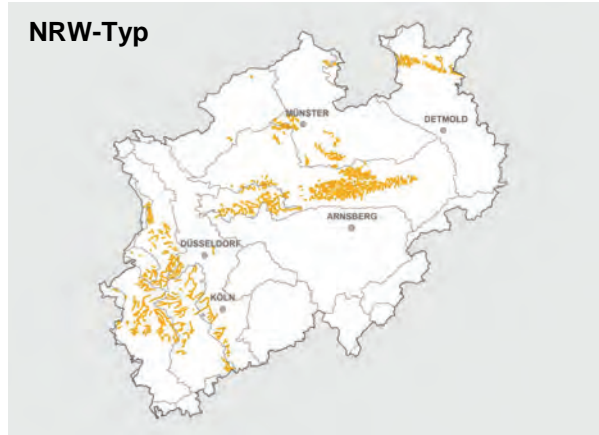 NRW-Typ
MÜNSTER
DETMOLD
ARNSBERG
DÜSSELDORF
KÖLN